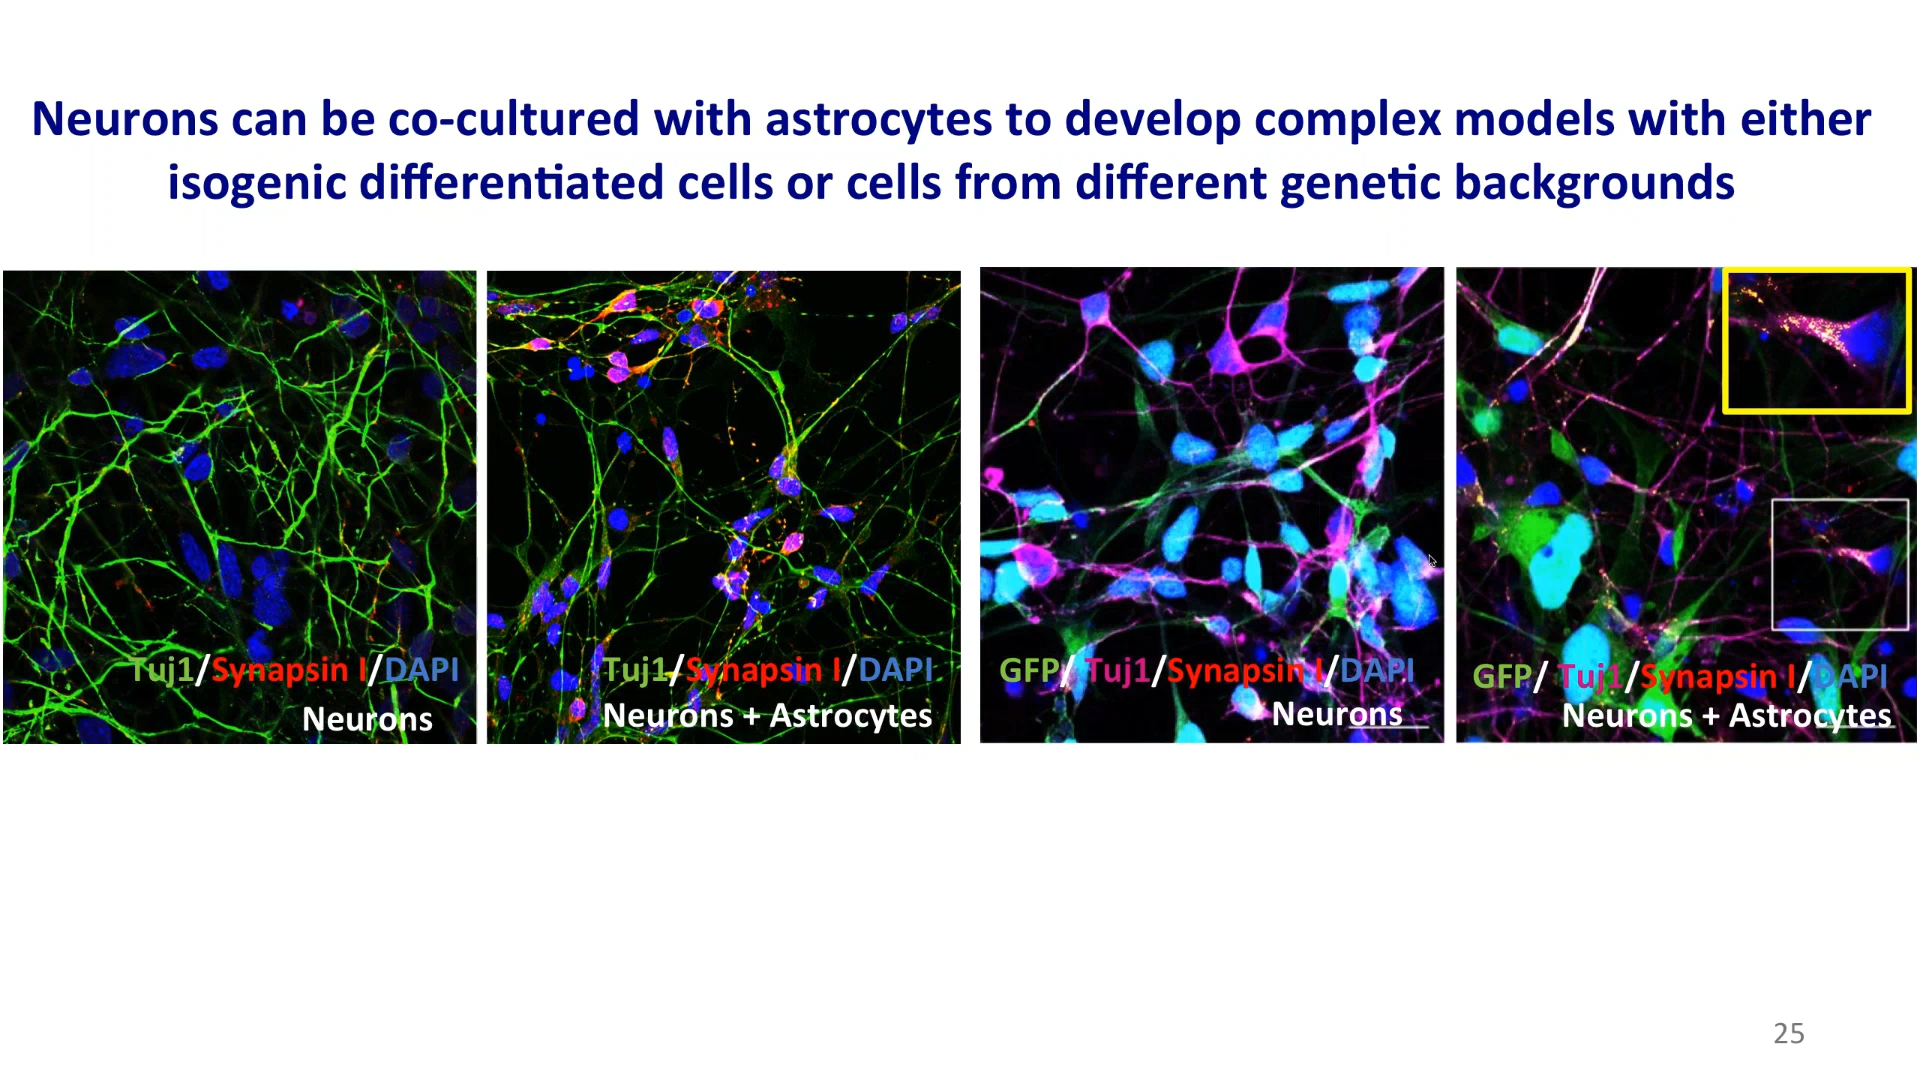 Neurons can be co-cultured with astrocytes to develop complex models with either
isogenic differentiated cells or cells from different genetic backgrounds
Tuj1/Synapsin I/DAPI
Neurons
Tuj1/Synapsin I/DAPI
Neurons + Astrocytes
GFP/ Tuj1/Synapsin I/DAPI
Neurons
GFP/ Tuj1/Synapsin I/DAPI
Neurons + Astrocytes
25